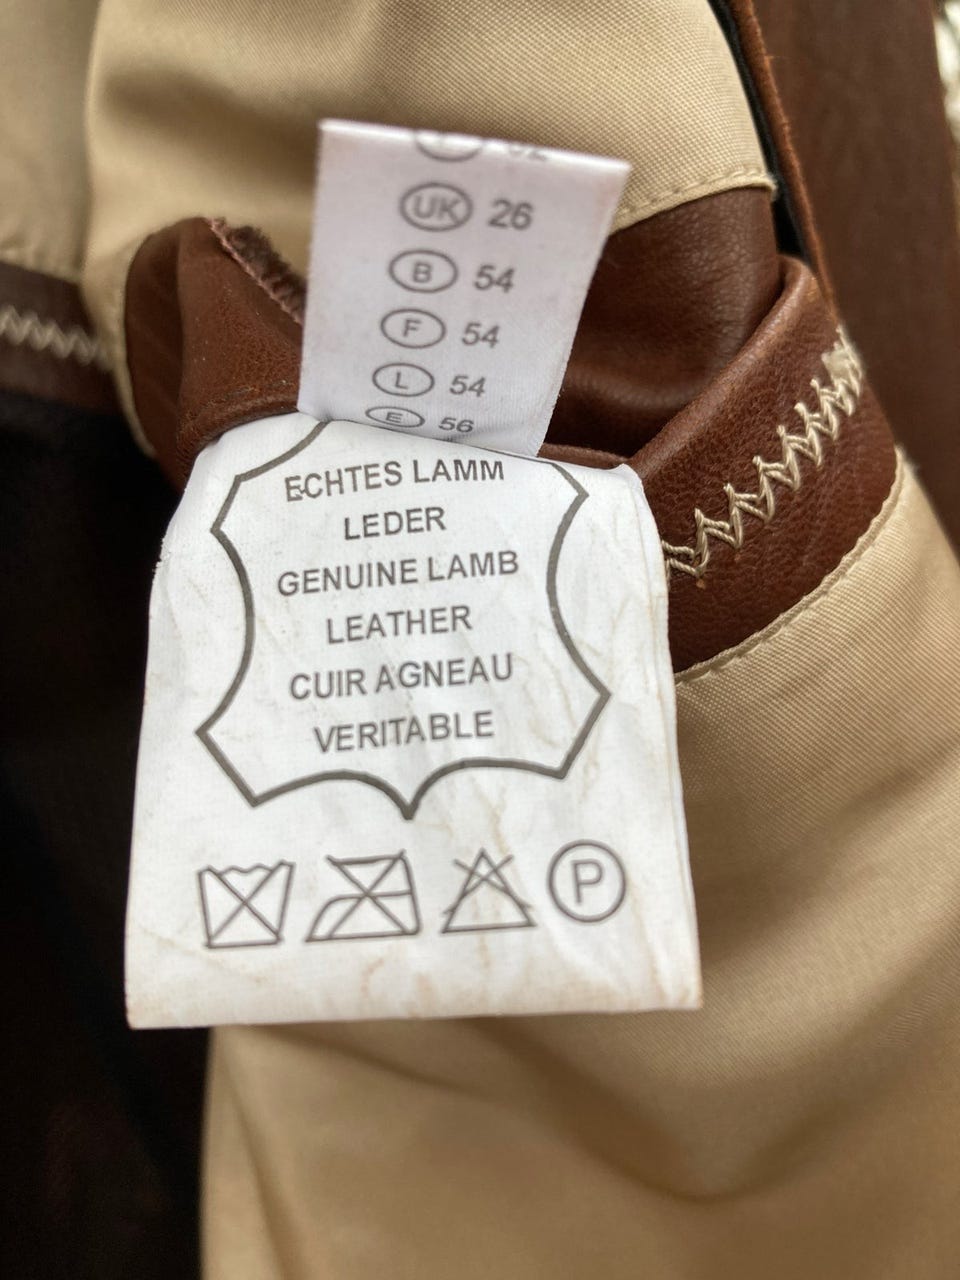 UK 26
B 54
F 54
L 54
E 56
ECHTES LAMM
LEDER
GENUINE LAMB
LEATHER
CUIR AGNEAU
VERITABLE
P